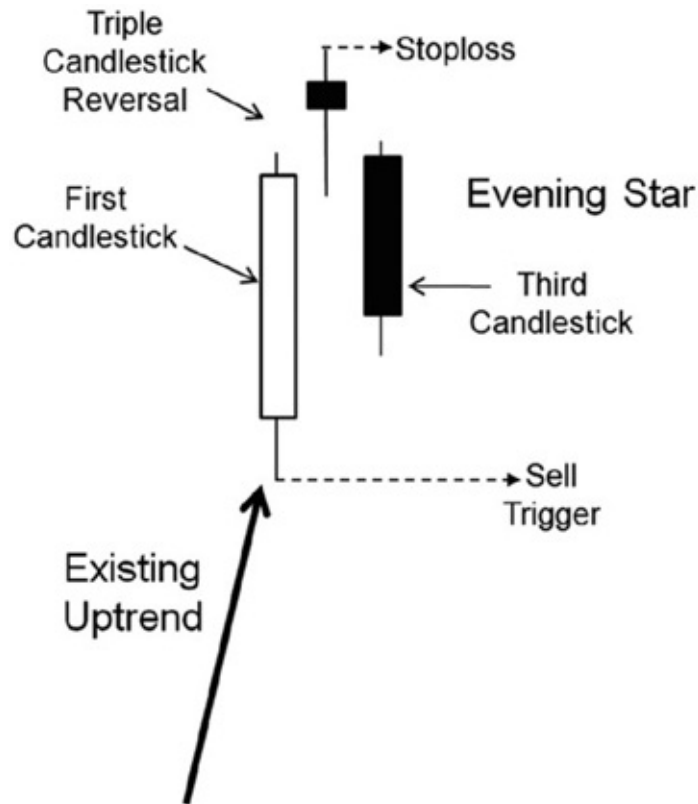 Triple
Candlestick
Reversal
Stoploss
First
Candlestick
Evening Star
Third
Candlestick
Sell
Trigger
Existing
Uptrend